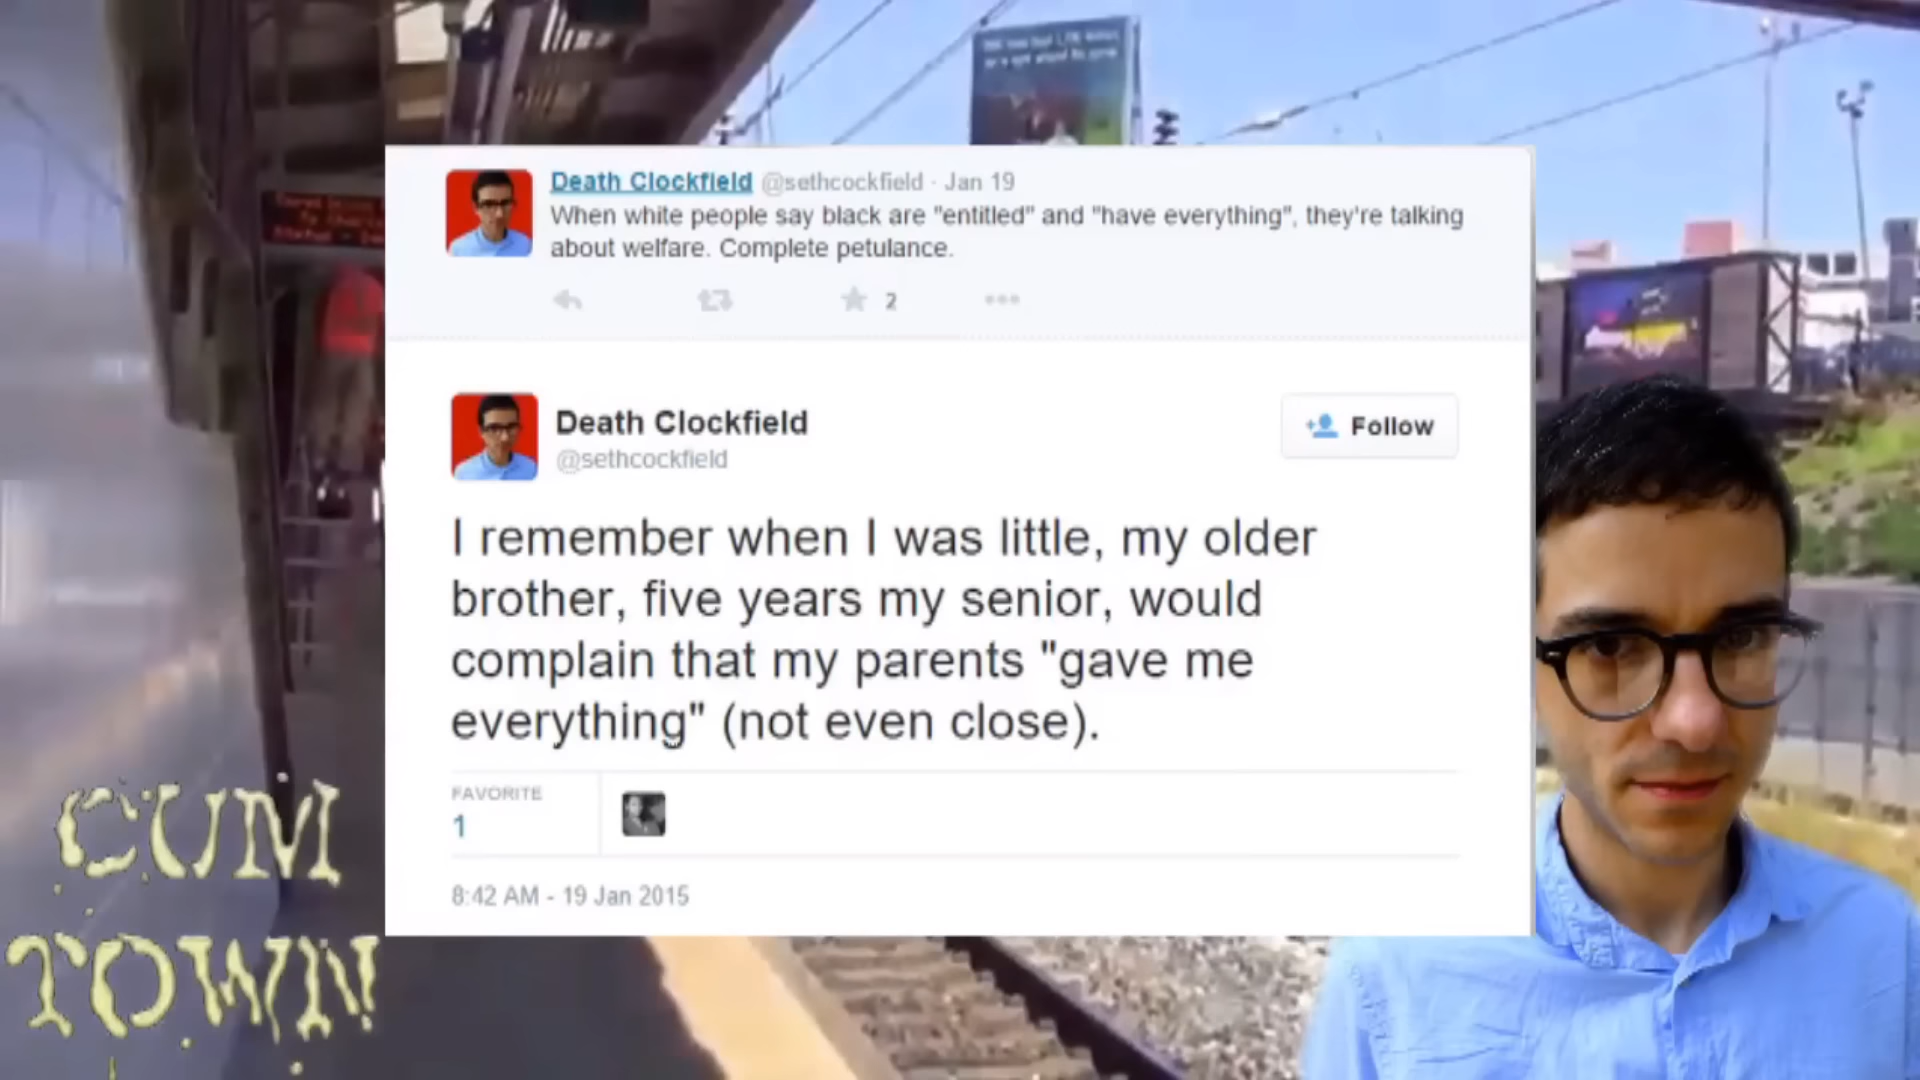 Death Clockfield @sethcockfield · Jan 19
When white people say black are "entitled" and "have everything", they're talking
about welfare. Complete petulance.
2
Death Clockfield
@sethcockfield
Follow
I remember when I was little, my older
brother, five years my senior, would
complain that my parents "gave me
everything" (not even close).
FAVORITE
1
8:42 AM - 19 Jan 2015
CUM
TOWN